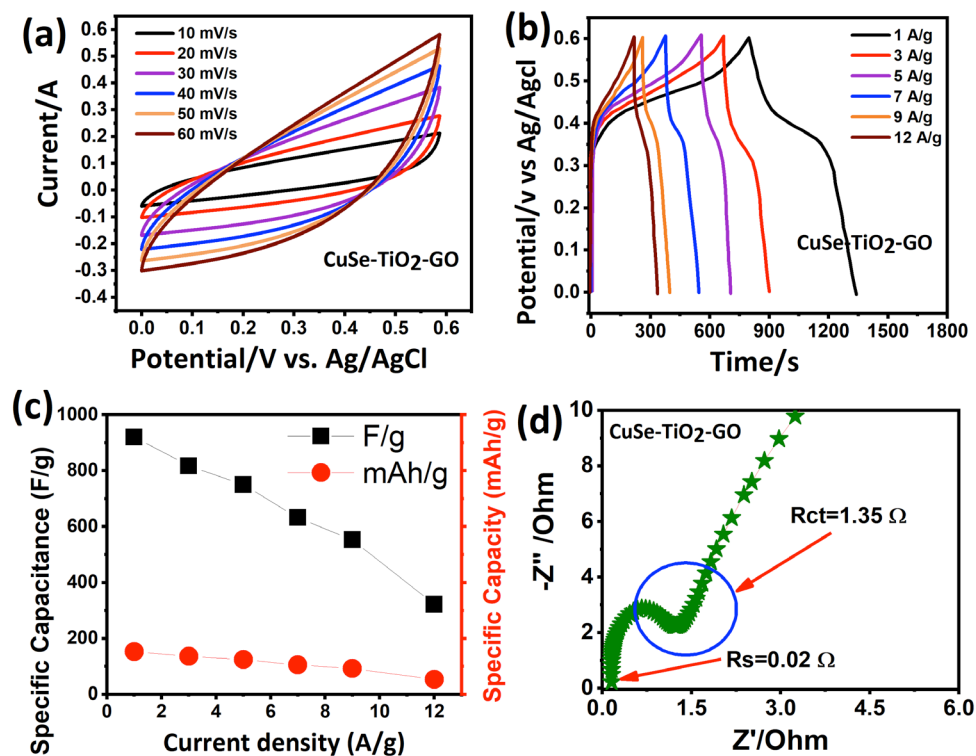 (a)
10 mV/s
20 mV/s
30 mV/s
40 mV/s
50 mV/s
60 mV/s
CuSe-TiO2-GO
Current/A
0.6
0.5
0.4
0.3
0.2
0.1
0.0
-0.1
-0.2
-0.3
-0.4
0.0 0.1 0.2 0.3 0.4 0.5 0.6
Potential/V vs. Ag/AgCl
(b)
1 A/g
3 A/g
5 A/g
7 A/g
9 A/g
12 A/g
CuSe-TiO2-GO
Potential/v vs Ag/Agcl
0.6
0.5
0.4
0.3
0.2
0.1
0.0
0 300 600 900 1200 1500 1800
Time/s
(c)
F/g
mAh/g
Specific Capacitance (F/g)
1000
800
600
400
200
0
Specific Capacity (mAh/g)
0 2 4 6 8 10 12
Current density (A/g)
(d)
CuSe-TiO2-GO
Rct=1.35 Ω
Rs=0.02 Ω
-Z'' /Ohm
10
8
6
4
2
0
0.0 1.5 3.0 4.5 6.0
Z'/Ohm